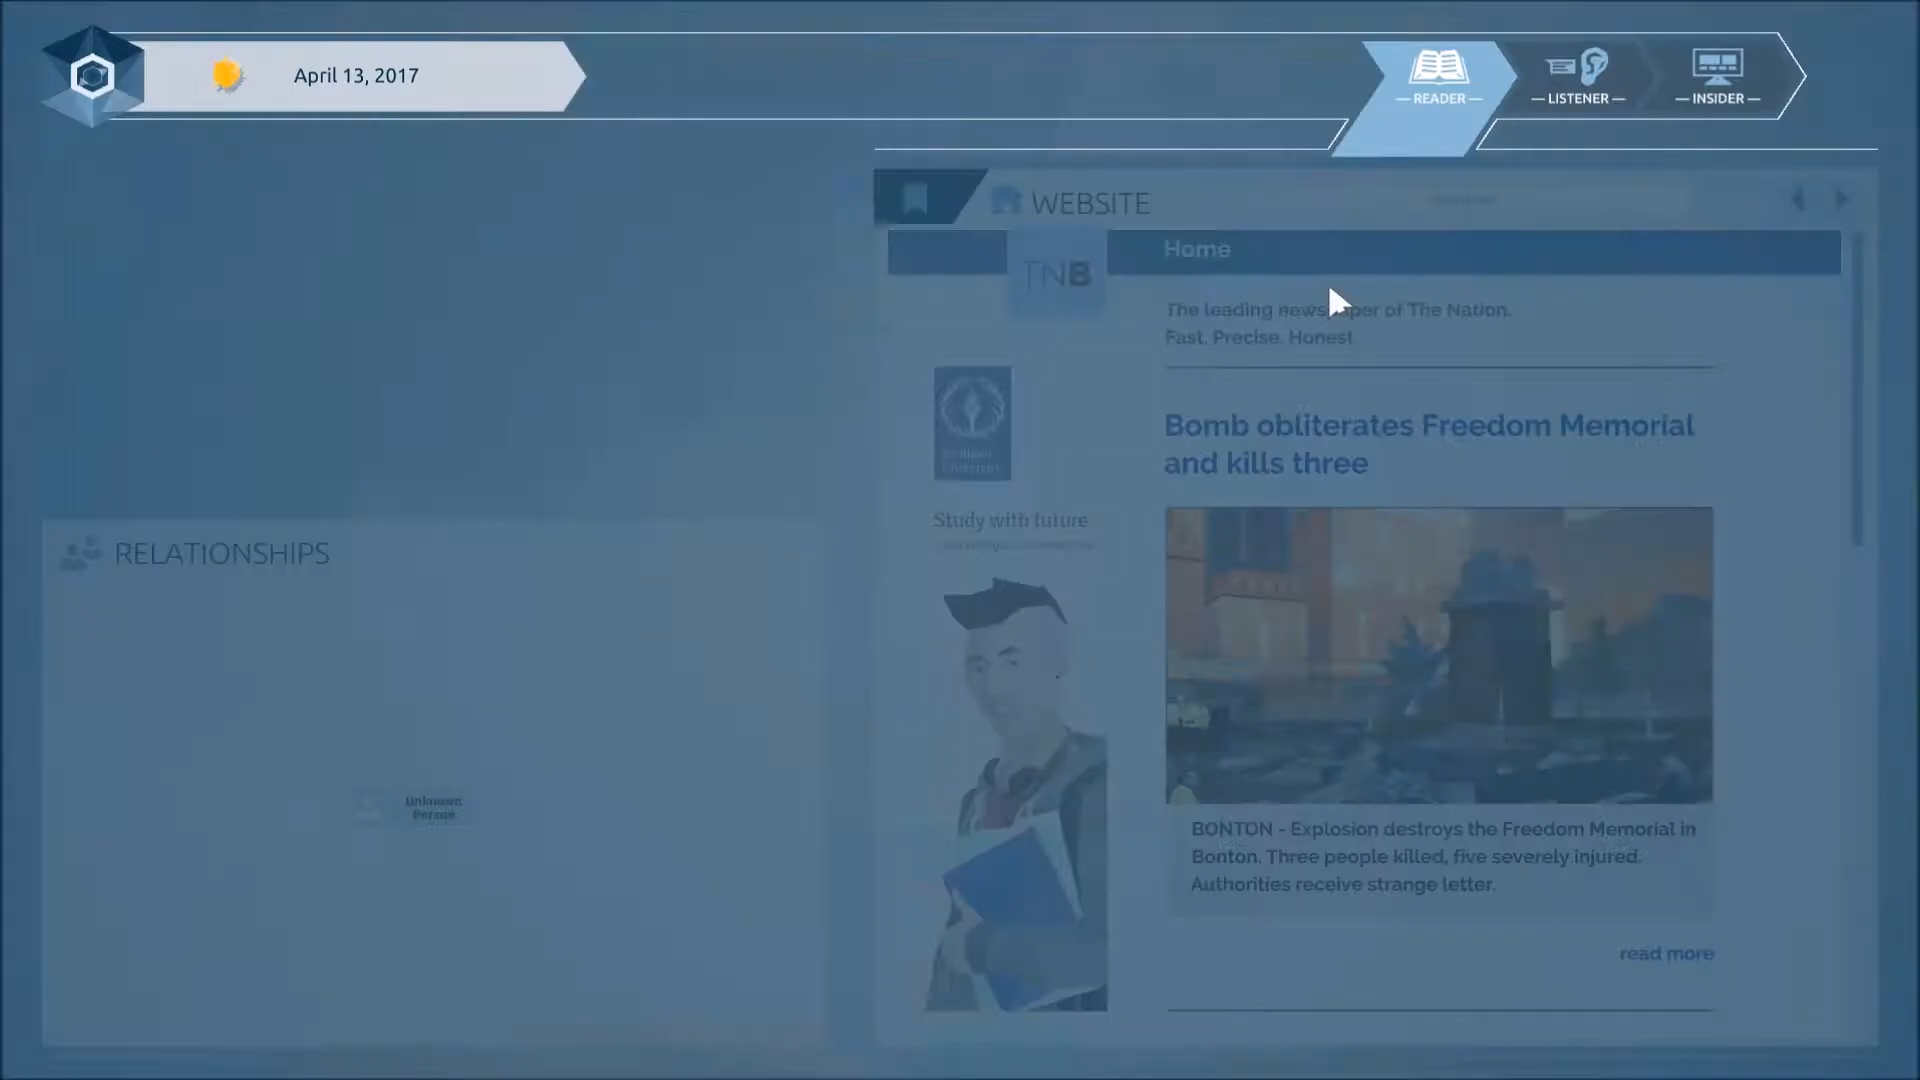 April 13, 2017
READER
LISTENER
INSIDER
WEBSITE
TNB
Home
The leading newspaper of The Nation.
Fast. Precise. Honest.
Bomb obliterates Freedom Memorial
and kills three
Study with future
RELATIONSHIPS
Unknown
Person
BONTON - Explosion destroys the Freedom Memorial in
Bonton. Three people killed, five severely injured.
Authorities receive strange letter.
read more